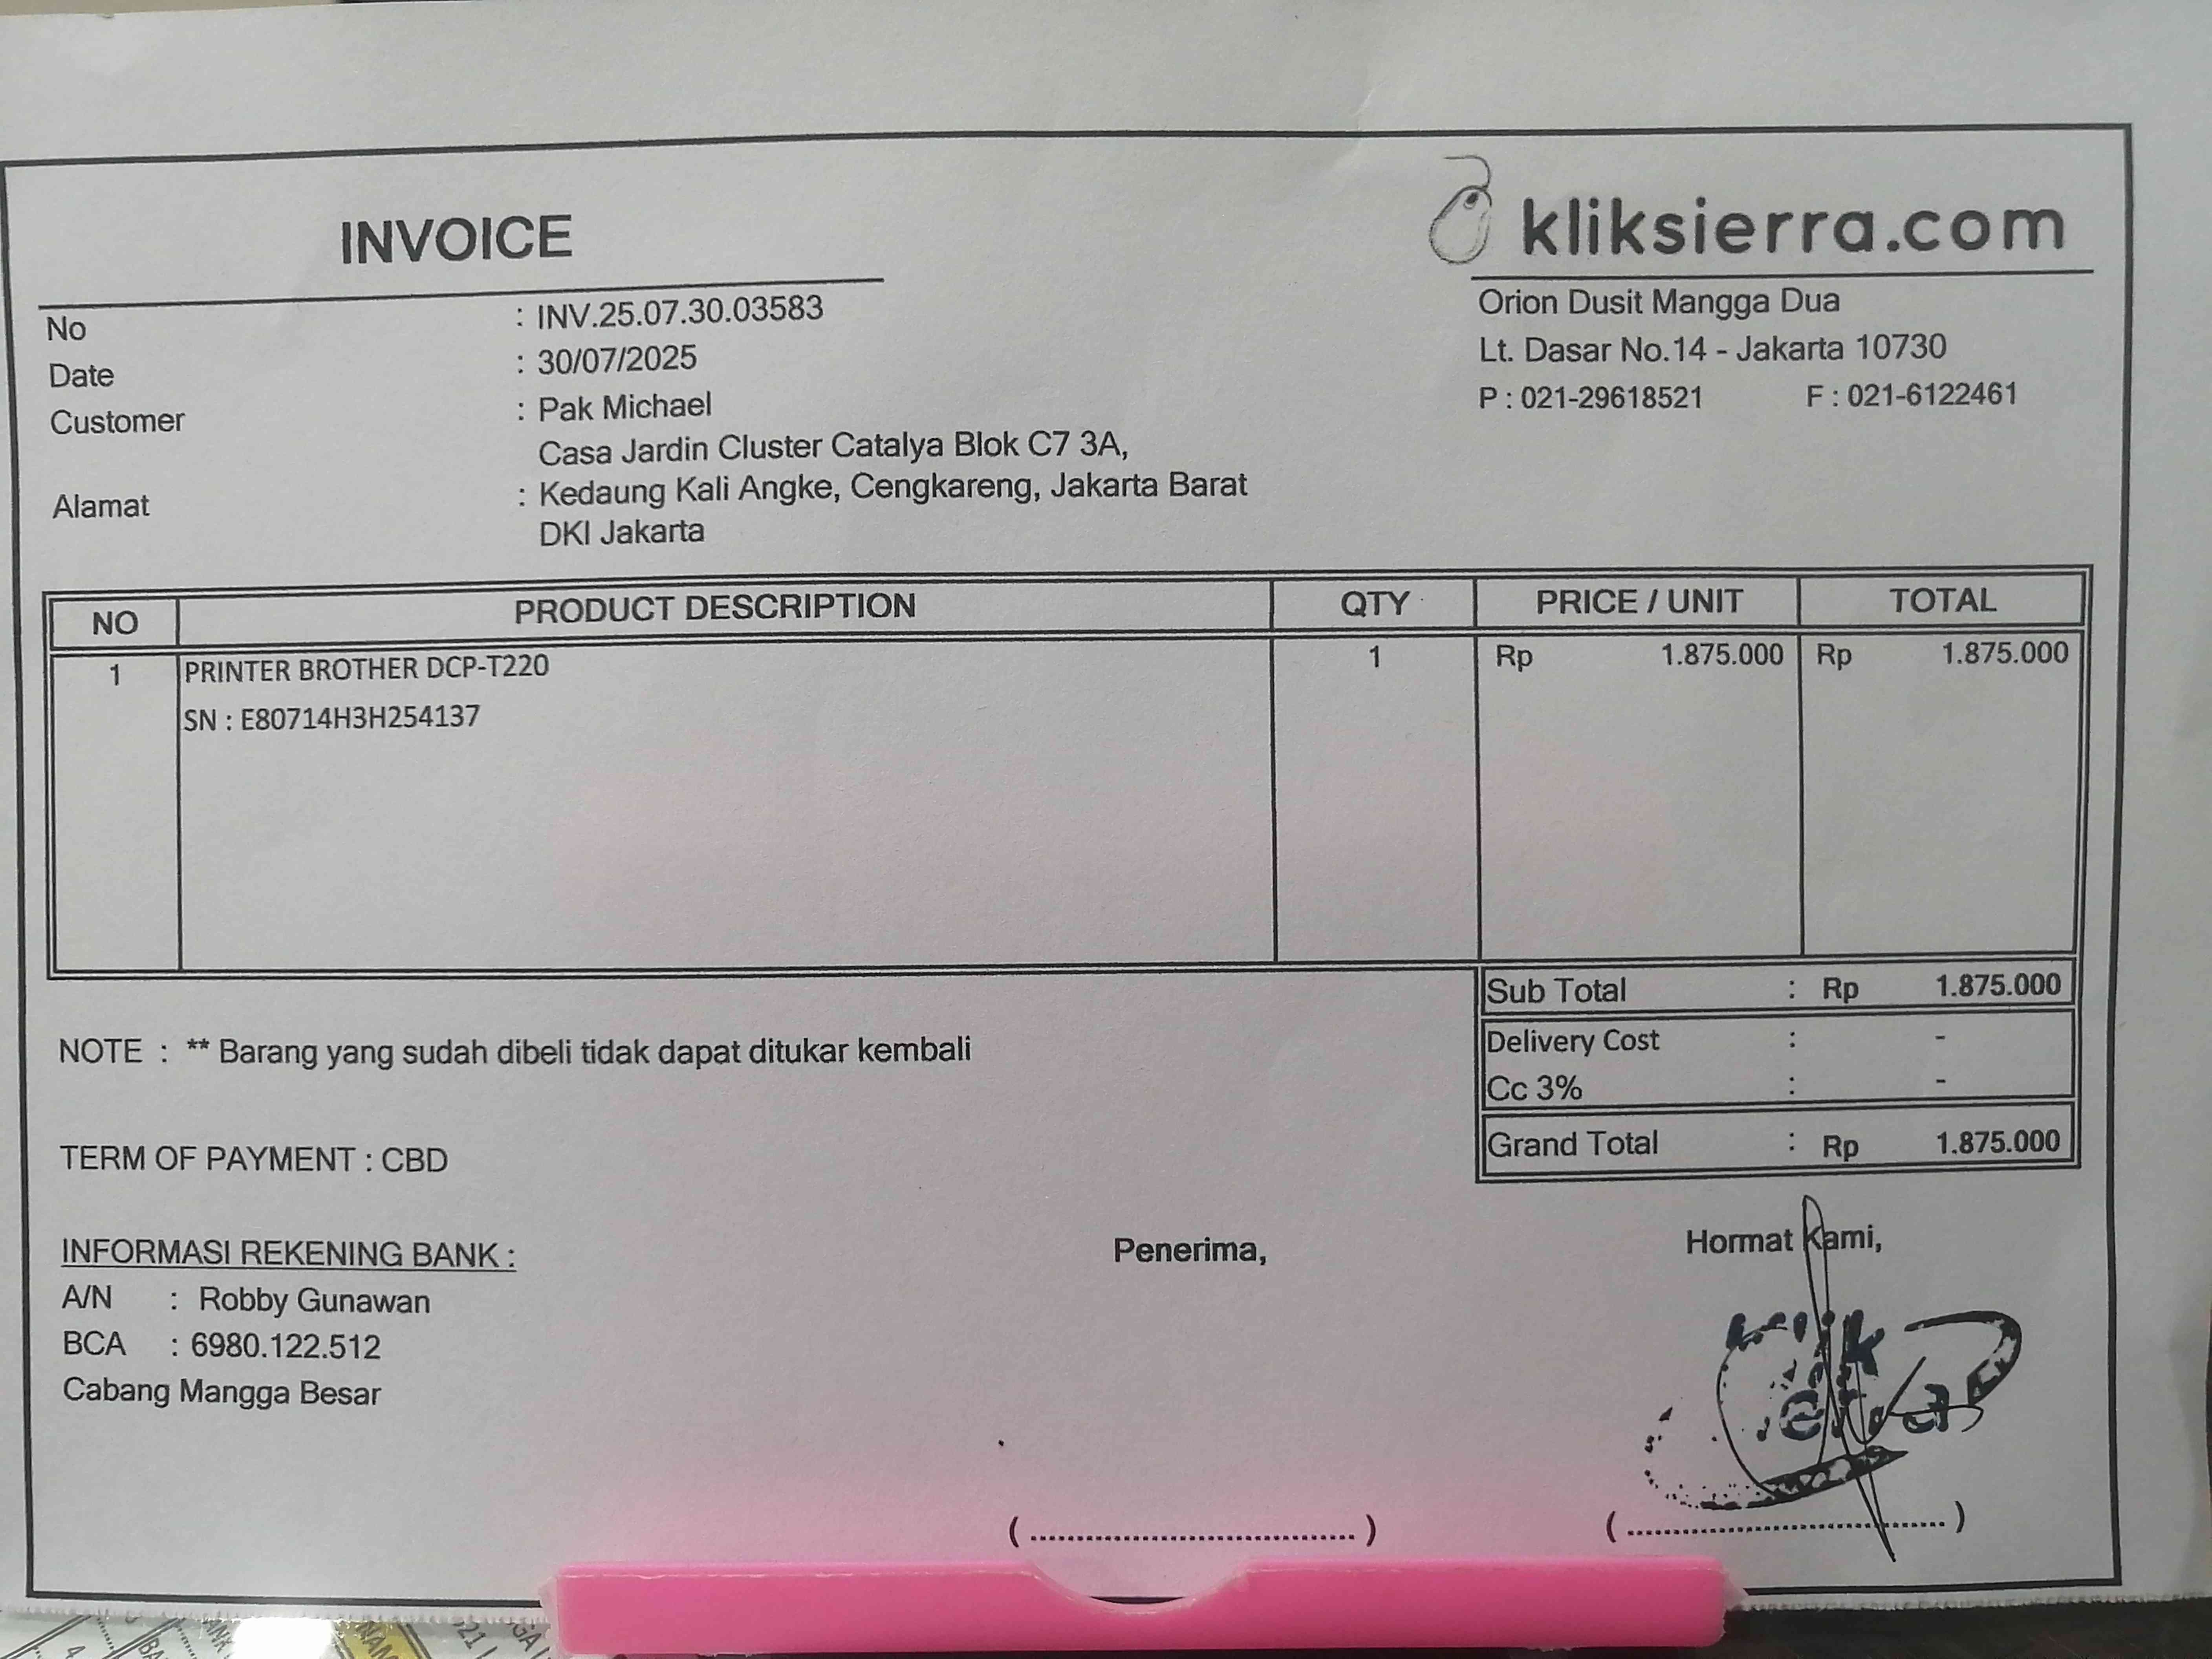 INVOICE
kliksierra.com
Orion Dusit Mangga Dua
Lt. Dasar No.14 - Jakarta 10730
P : 021-29618521 F : 021-6122461
No : INV.25.07.30.03583
Date : 30/07/2025
Customer : Pak Michael
Casa Jardin Cluster Catalya Blok C7 3A,
Alamat : Kedaung Kali Angke, Cengkareng, Jakarta Barat
DKI Jakarta
NO PRODUCT DESCRIPTION QTY PRICE / UNIT TOTAL
1 PRINTER BROTHER DCP-T220 1 Rp 1.875.000 Rp 1.875.000
SN : E80714H3H254137
Sub Total : Rp 1.875.000
Delivery Cost : -
Cc 3% : -
Grand Total : Rp 1.875.000
NOTE : ** Barang yang sudah dibeli tidak dapat ditukar kembali
TERM OF PAYMENT : CBD
INFORMASI REKENING BANK :
A/N : Robby Gunawan
BCA : 6980.122.512
Cabang Mangga Besar
Penerima,
Hormat Kami,
(..................................)
(..................................)